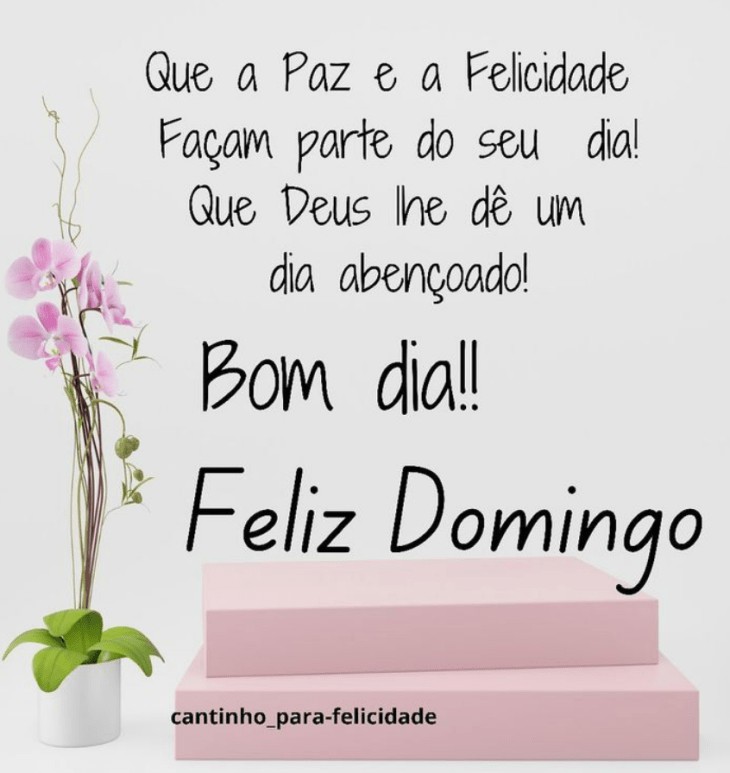 Que a Paz e a Felicidade
Façam parte do seu dia!
Que Deus lhe dê um
dia abençoado!
Bom dia!!
Feliz Domingo
cantinho_para-felicidade